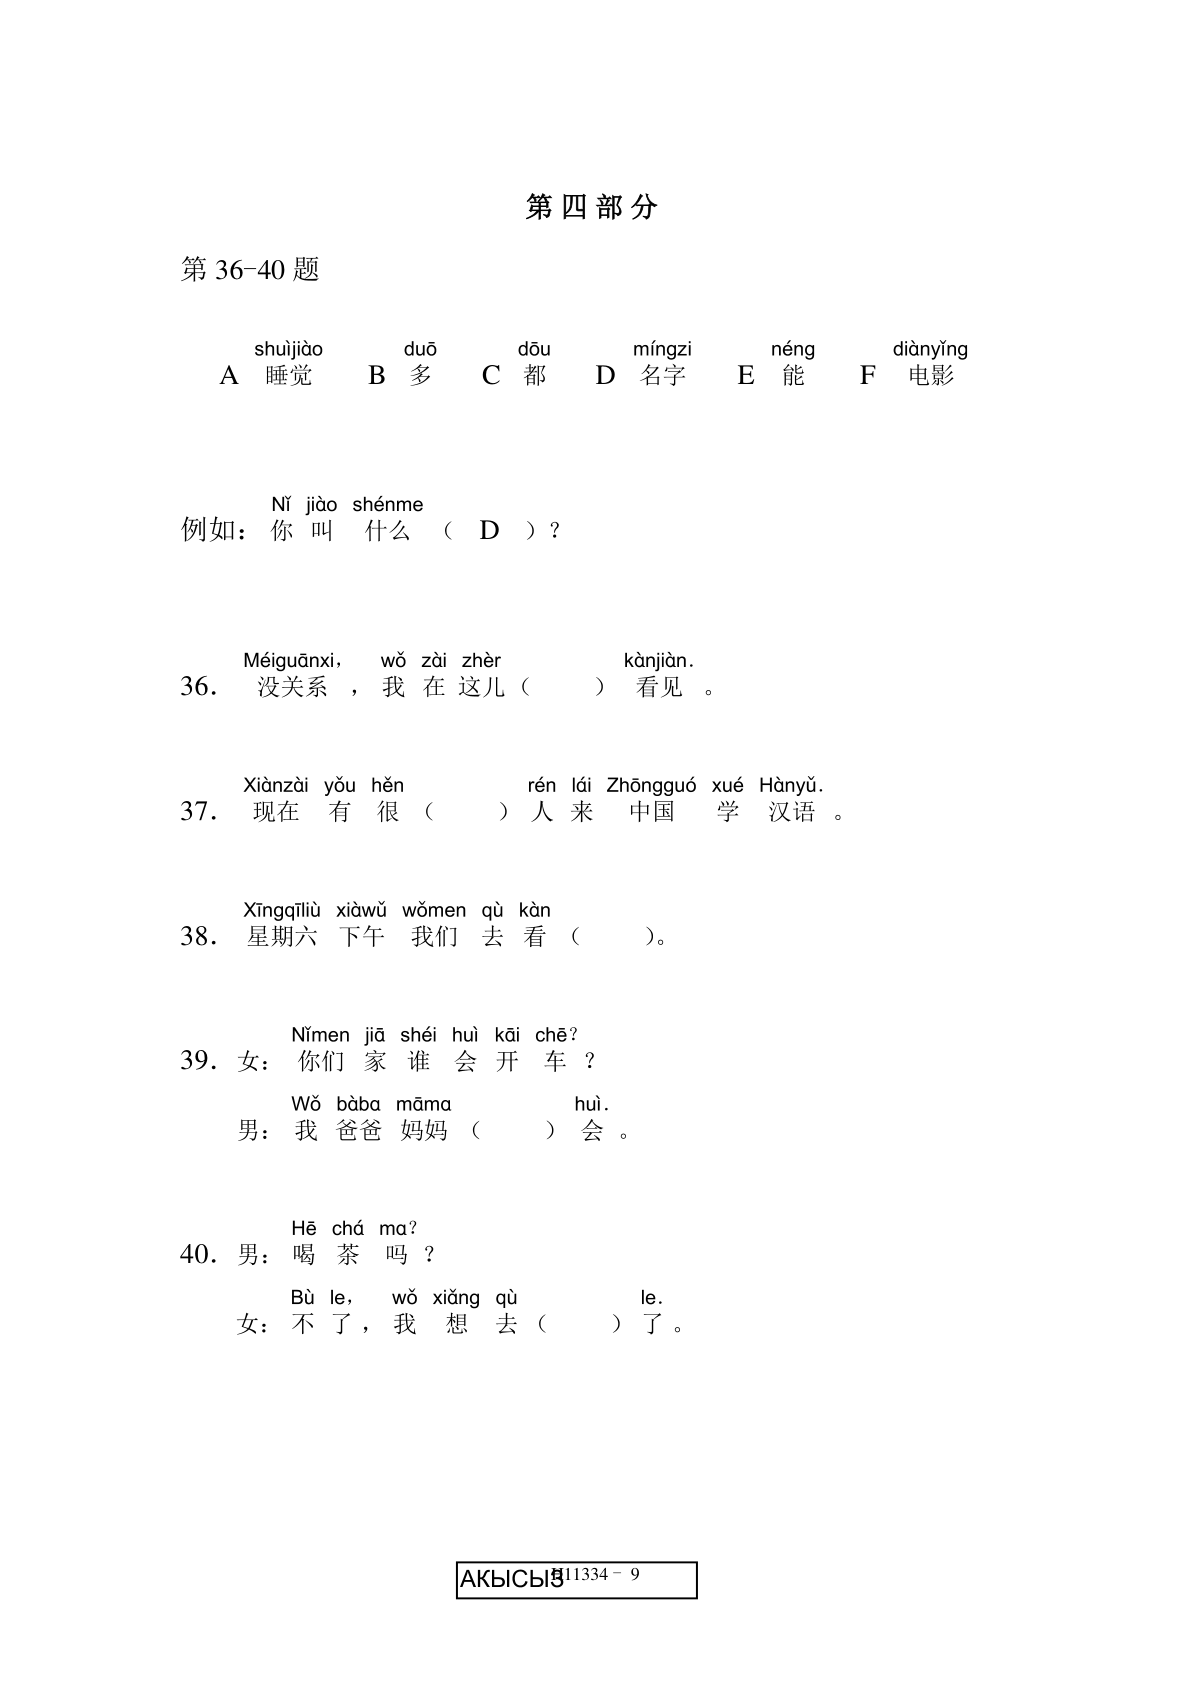 第四部分
第 36-40 题
shuìjiào duō dōu míngzi néng diànyǐng
A 睡觉 B 多 C 都 D 名字 E 能 F 电影
Nǐ jiào shénme
例如： 你 叫 什么 （ D ）？
Méiguānxi， wǒ zài zhèr kànjiàn．
36． 没关系 ， 我 在 这儿（ ） 看见 。
Xiànzài yǒu hěn rén lái Zhōngguó xué Hànyǔ．
37． 现在 有 很 （ ） 人 来 中国 学 汉语 。
Xīngqīliù xiàwǔ wǒmen qù kàn
38． 星期六 下午 我们 去 看 （ ）。
Nǐmen jiā shéi huì kāi chē？
39．女： 你们 家 谁 会 开 车 ？
Wǒ bàba māma huì．
男： 我 爸爸 妈妈 （ ） 会 。
Hē chá ma？
40．男： 喝 茶 吗 ？
Bù le， wǒ xiǎng qù le．
女： 不 了 ， 我 想 去 （ ） 了 。
АКЫСЫЗ 11334－ 9